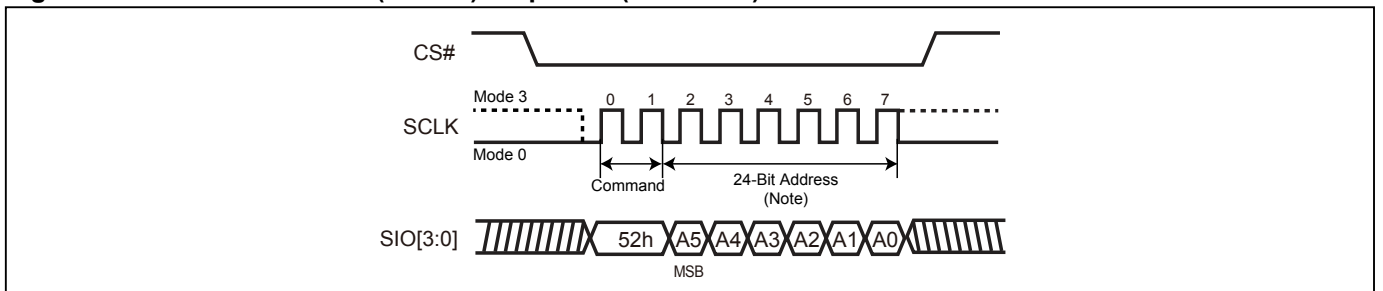 CS#
Mode 3
0 1 2 3 4 5 6 7
SCLK
Mode 0
Command
24-Bit Address
(Note)
SIO[3:0]
52h A5 A4 A3 A2 A1 A0
MSB